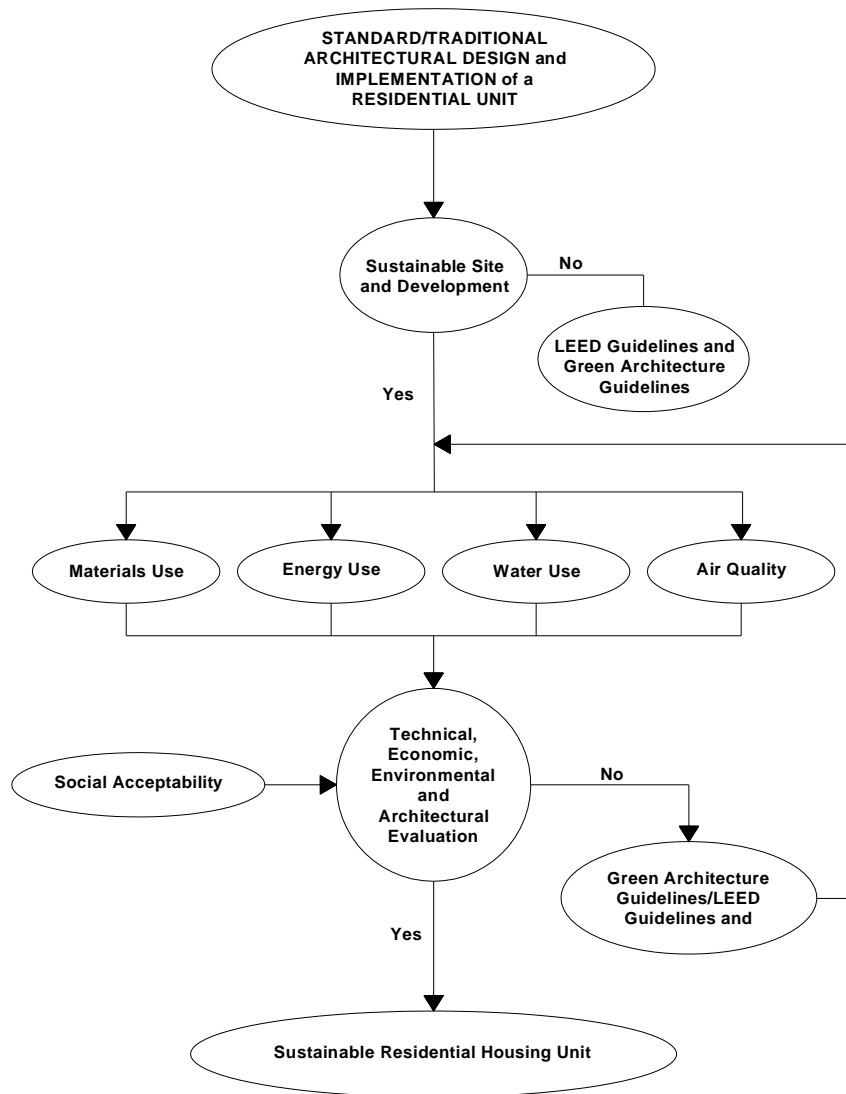 STANDARD/TRADITIONAL
ARCHITECTURAL DESIGN and
IMPLEMENTATION of a
RESIDENTIAL UNIT
Sustainable Site
and Development
No
LEED Guidelines and
Green Architecture
Guidelines
Yes
Materials Use
Energy Use
Water Use
Air Quality
Technical,
Economic,
Environmental
and
Architectural
Evaluation
Social Acceptability
No
Green Architecture
Guidelines/LEED
Guidelines and
Yes
Sustainable Residential Housing Unit